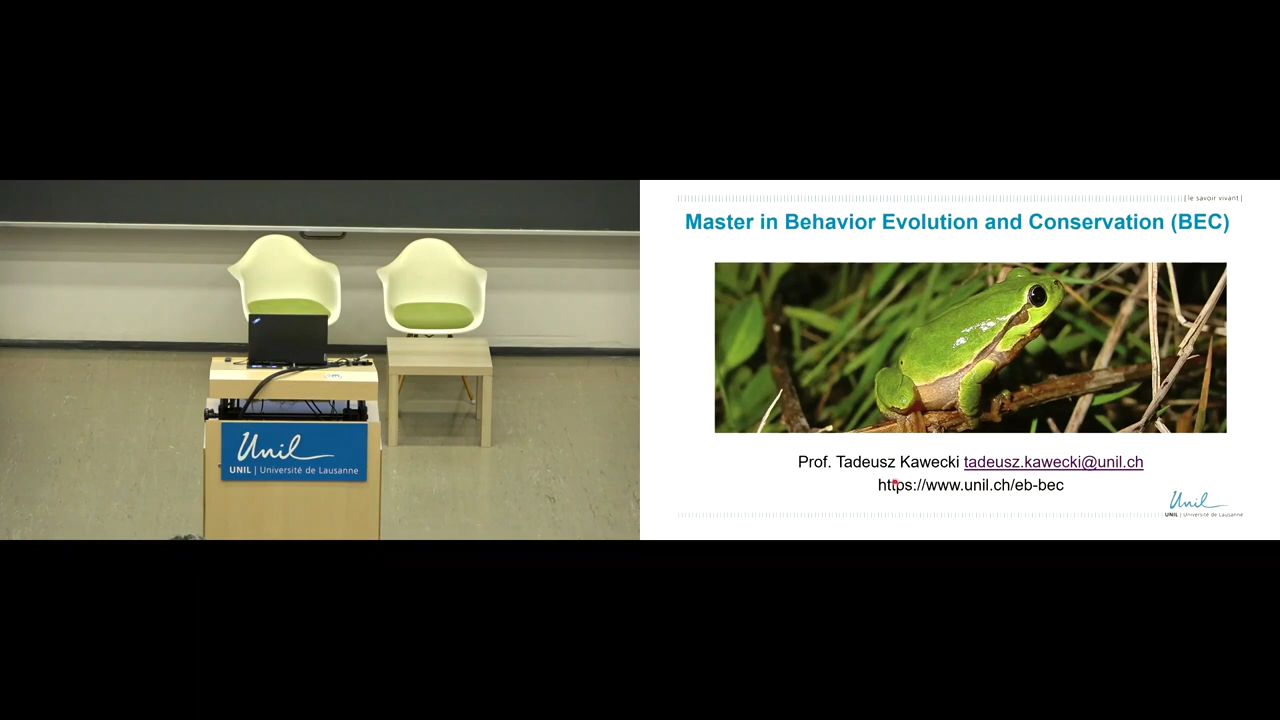 Unil
UNIL | Université de Lausanne
| le savoir vivant |
Master in Behavior Evolution and Conservation (BEC)
Prof. Tadeusz Kawecki tadeusz.kawecki@unil.ch
https://www.unil.ch/eb-bec
Unil
UNIL | Université de Lausanne